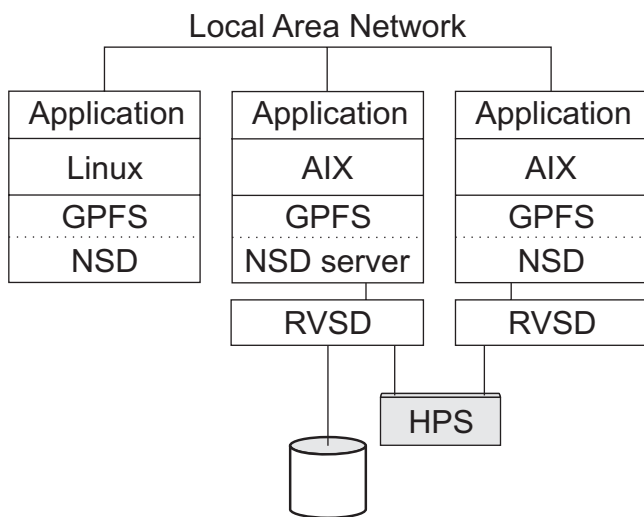 Local Area Network
Application
Linux
GPFS
NSD
Application
AIX
GPFS
NSD server
RVSD
Application
AIX
GPFS
NSD
RVSD
HPS